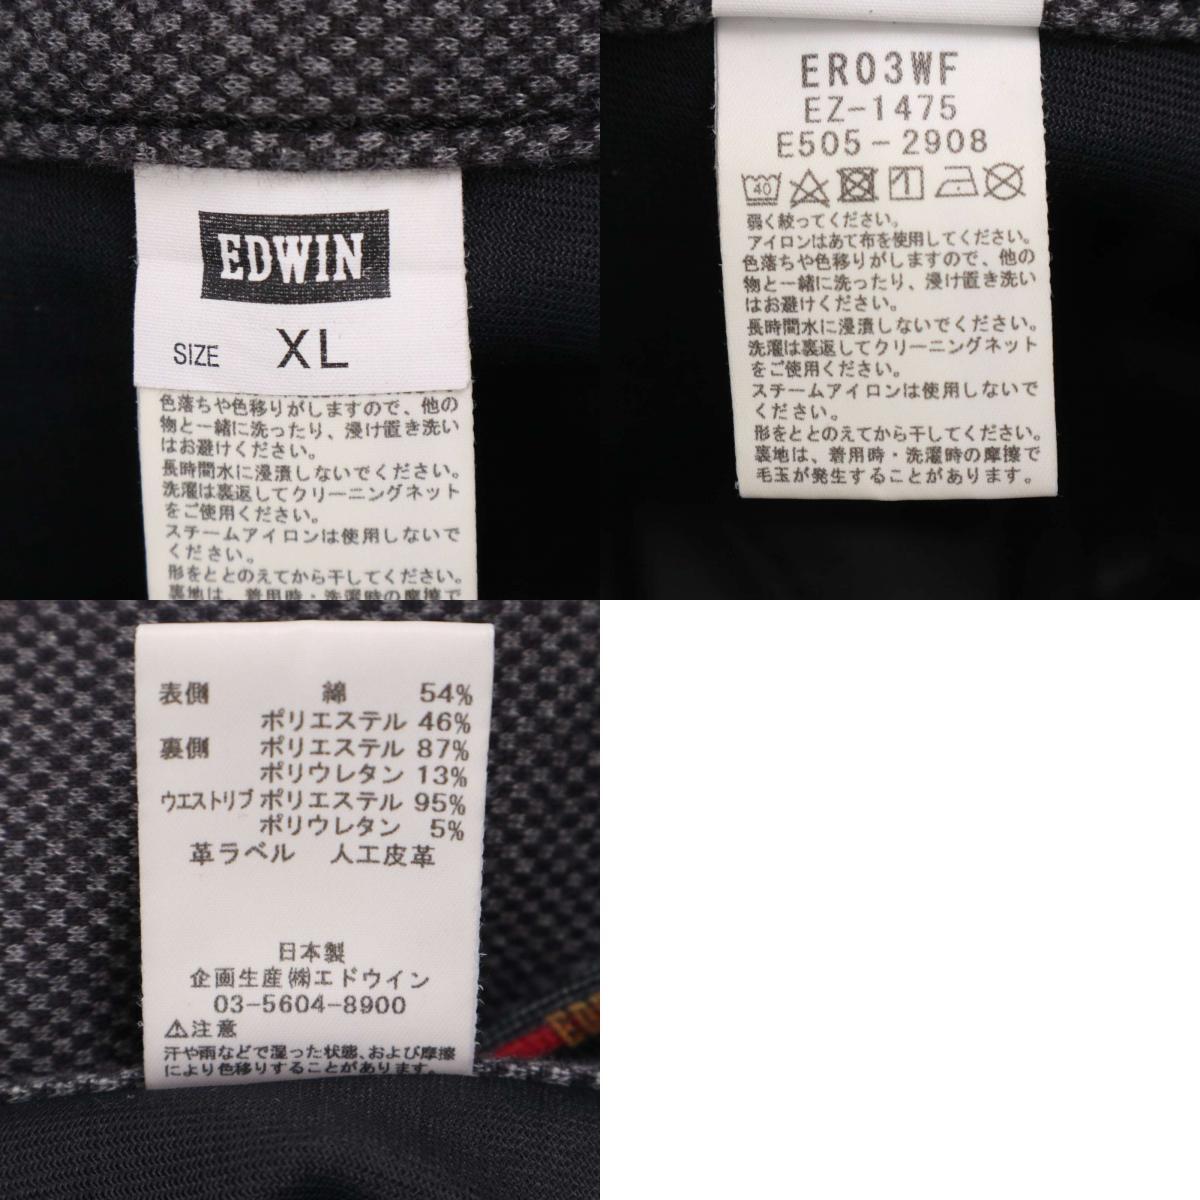 EDWIN
SIZE XL
色落ちや色移りがしますので、他の
物と一緒に洗ったり、浸け置き洗い
はお避けください。
長時間水に浸漬しないでください。
洗濯は裏返してクリーニングネット
をご使用ください。
スチームアイロンは使用しないで
ください。
形をととのえてから干してください。
裏地は、着用時・洗濯時の摩擦で
ER03WF
EZ-1475
E505-2908
40
弱く絞ってください。
アイロンはあて布を使用してください。
色落ちや色移りがしますので、他の
物と一緒に洗ったり、浸け置き洗い
はお避けください。
長時間水に浸漬しないでください。
洗濯は裏返してクリーニングネット
をご使用ください。
スチームアイロンは使用しないで
ください。
形をととのえてから干してください。
裏地は、着用時・洗濯時の摩擦で
毛玉が発生することがあります。
表側 綿 54%
ポリエステル 46%
裏側 ポリエステル 87%
ポリウレタン 13%
ウエストリブ ポリエステル 95%
ポリウレタン 5%
革ラベル 人工皮革
日本製
企画生産㈱エドウイン
03-5604-8900
⚠注意
汗や雨などで湿った状態、および摩擦
により色移りすることがあります。